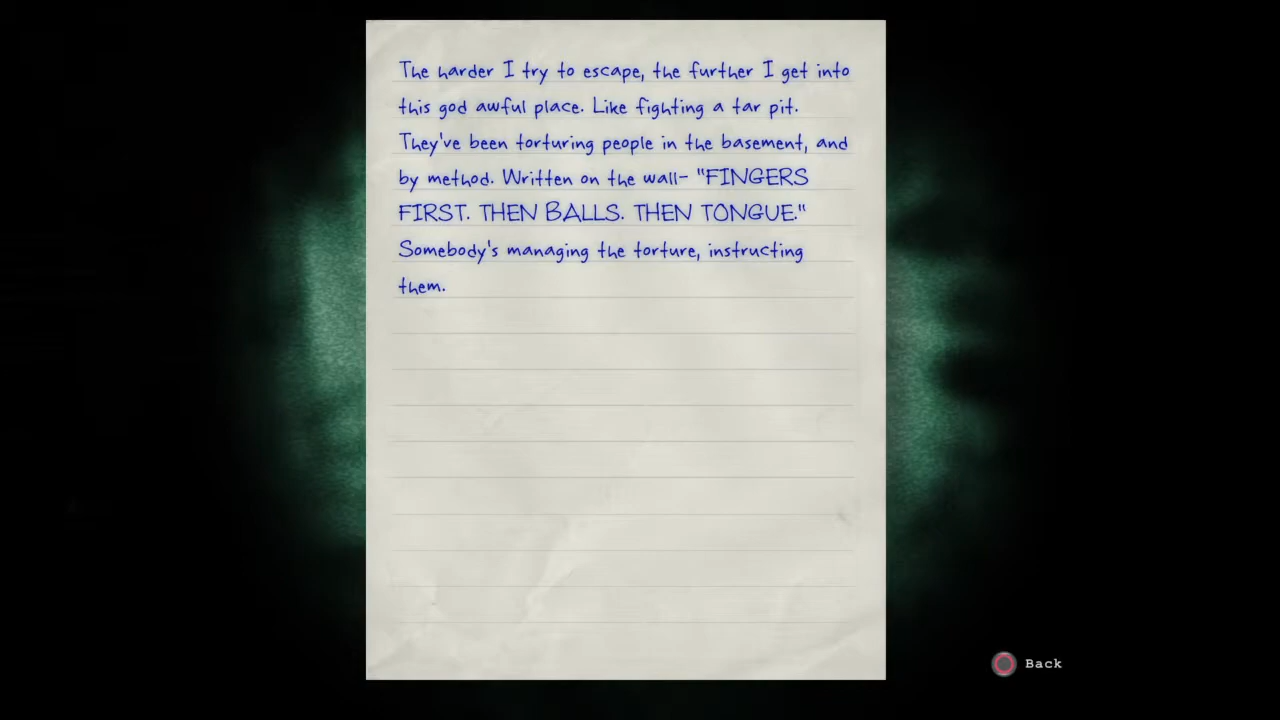 The harder I try to escape, the further I get into
this god awful place. Like fighting a tar pit.
They've been torturing people in the basement, and
by method. Written on the wall- "FINGERS
FIRST. THEN BALLS. THEN TONGUE."
Somebody's managing the torture, instructing
them.
Back